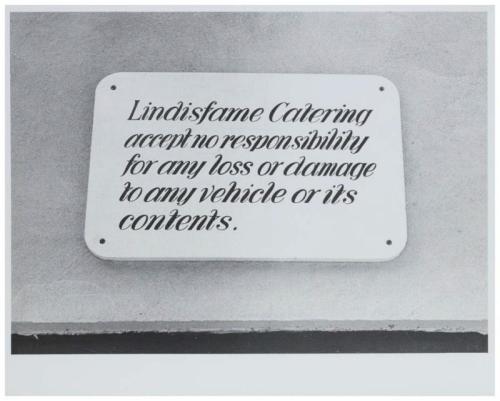 Lindisfarne Catering
accept no responsibility
for any loss or damage
to any vehicle or its
contents.